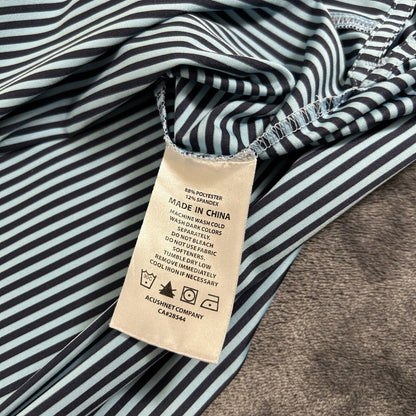 88% POLYESTER
12% SPANDEX
MADE IN CHINA
MACHINE WASH COLD
WASH DARK COLORS
SEPARATELY.
DO NOT BLEACH
DO NOT USE FABRIC
SOFTENERS.
TUMBLE DRY LOW
REMOVE IMMEDIATELY
COOL IRON IF NECESSARY
ACUSHNET COMPANY
CA#28544